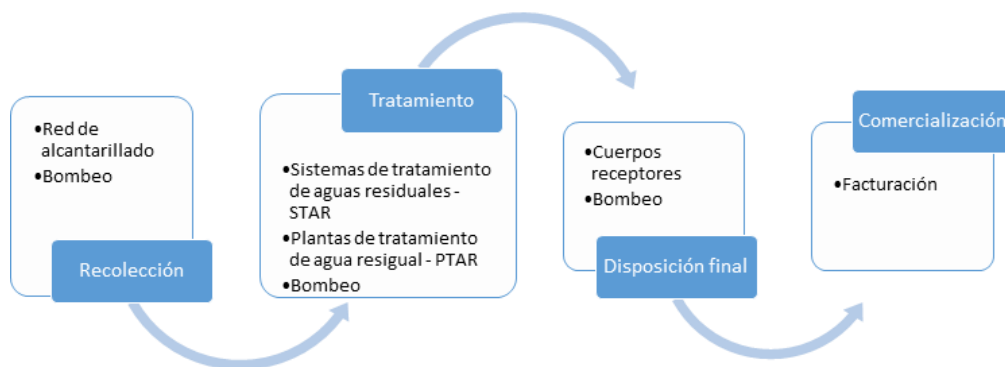 •Red de
alcantarillado
•Bombeo
Recolección
Tratamiento
•Sistemas de tratamiento
de aguas residuales -
STAR
•Plantas de tratamiento
de agua resigual - PTAR
•Bombeo
•Cuerpos
receptores
•Bombeo
Disposición final
Comercialización
•Facturación